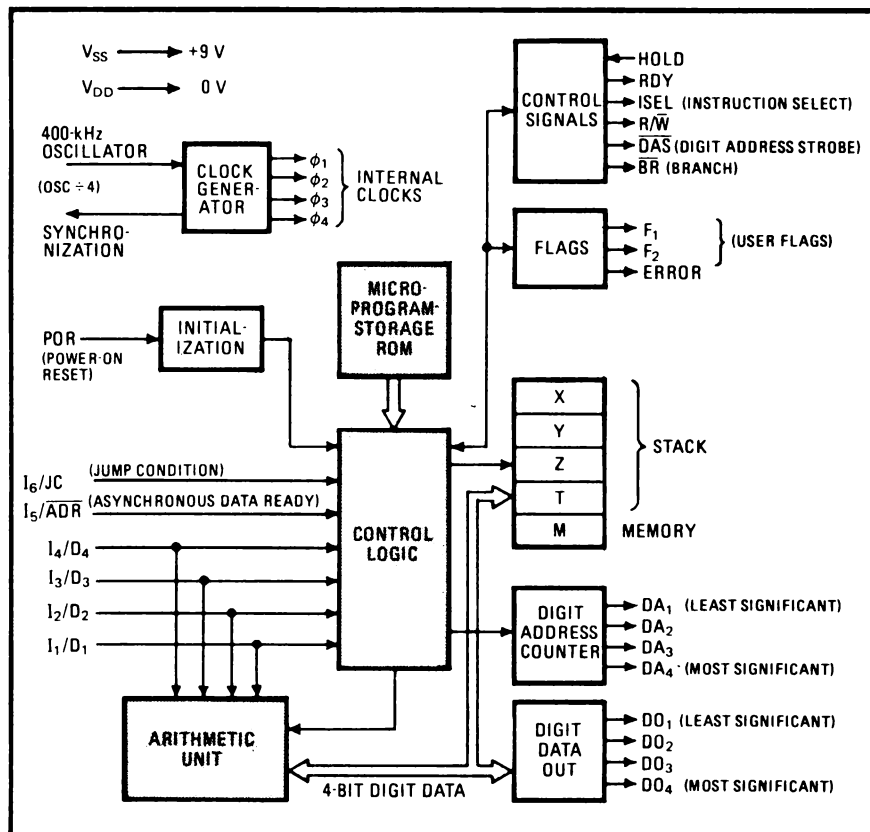 V_SS → +9 V
V_DD → 0 V
400-kHz
OSCILLATOR
(OSC ÷ 4)
SYNCHRO-
NIZATION
CLOCK
GENER-
ATOR
ϕ1
ϕ2
ϕ3
ϕ4
INTERNAL
CLOCKS
CONTROL
SIGNALS
HOLD
RDY
ISEL (INSTRUCTION SELECT)
R/W̅
D̅A̅S̅ (DIGIT ADDRESS STROBE)
B̅R̅ (BRANCH)
FLAGS
F1
F2
ERROR
(USER FLAGS)
MICRO-
PROGRAM-
STORAGE
ROM
POR
(POWER-ON
RESET)
INITIAL-
IZATION
X
Y
Z
T
M
STACK
MEMORY
I6/JC (JUMP CONDITION)
I5/A̅D̅R̅ (ASYNCHRONOUS DATA READY)
I4/D4
I3/D3
I2/D2
I1/D1
CONTROL
LOGIC
DIGIT
ADDRESS
COUNTER
DA1 (LEAST SIGNIFICANT)
DA2
DA3
DA4 (MOST SIGNIFICANT)
ARITHMETIC
UNIT
4-BIT DIGIT DATA
DIGIT
DATA
OUT
DO1 (LEAST SIGNIFICANT)
DO2
DO3
DO4 (MOST SIGNIFICANT)